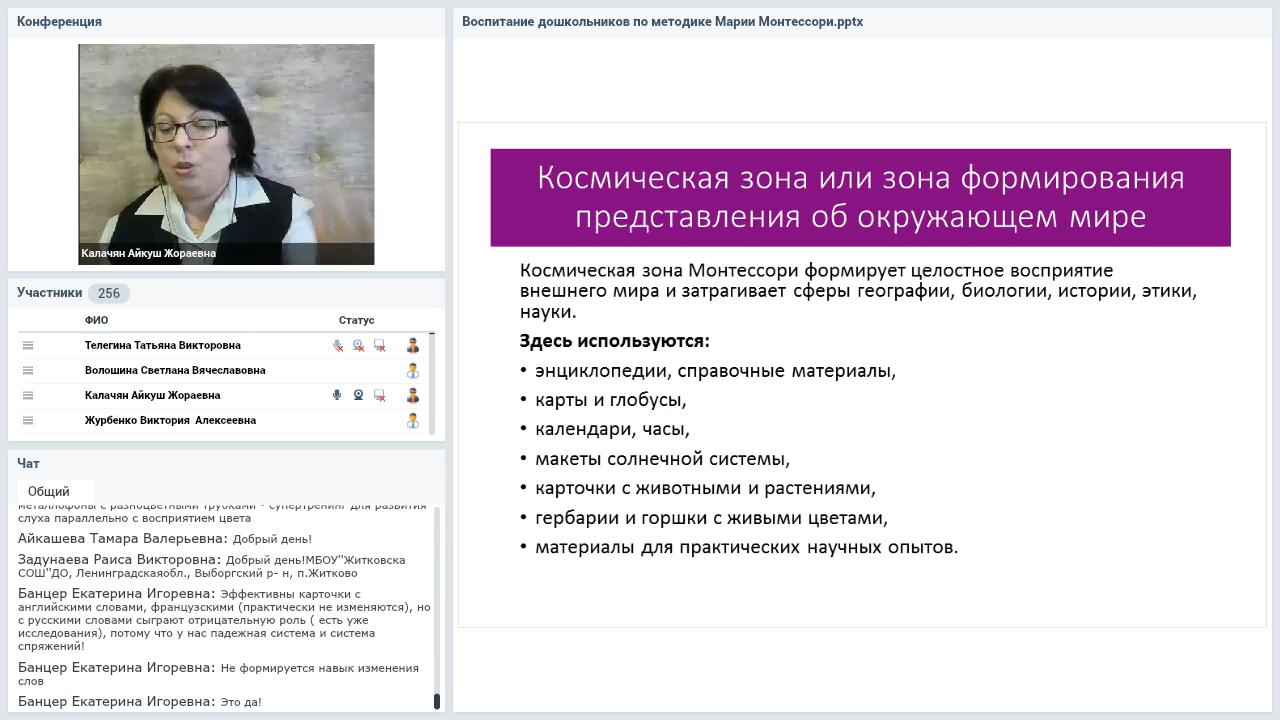 Конференция
Калачян Айкуш Жораевна
Участники 256
ФИО Статус
Телегина Татьяна Викторовна
Волошина Светлана Вячеславовна
Калачян Айкуш Жораевна
Журбенко Виктория Алексеевна
Чат
Общий
металлофоны с разноцветными трубками - супертренинг для развития
слуха параллельно с восприятием цвета
Айкашева Тамара Валерьевна: Добрый день!
Задунаева Раиса Викторовна: Добрый день!МБОУ"Житковска
СОШ"ДО, Ленинградскаяобл., Выборгский р- н, п.Житково
Банцер Екатерина Игоревна: Эффективны карточки с
английскими словами, французскими (практически не изменяются), но
с русскими словами сыграют отрицательную роль ( есть уже
исследования), потому что у нас падежная система и система
спряжений!
Банцер Екатерина Игоревна: Не формируется навык изменения
слов
Банцер Екатерина Игоревна: Это да!
Воспитание дошкольников по методике Марии Монтессори.pptx
Космическая зона или зона формирования
представления об окружающем мире
Космическая зона Монтессори формирует целостное восприятие
внешнего мира и затрагивает сферы географии, биологии, истории, этики,
науки.
Здесь используются:
• энциклопедии, справочные материалы,
• карты и глобусы,
• календари, часы,
• макеты солнечной системы,
• карточки с животными и растениями,
• гербарии и горшки с живыми цветами,
• материалы для практических научных опытов.